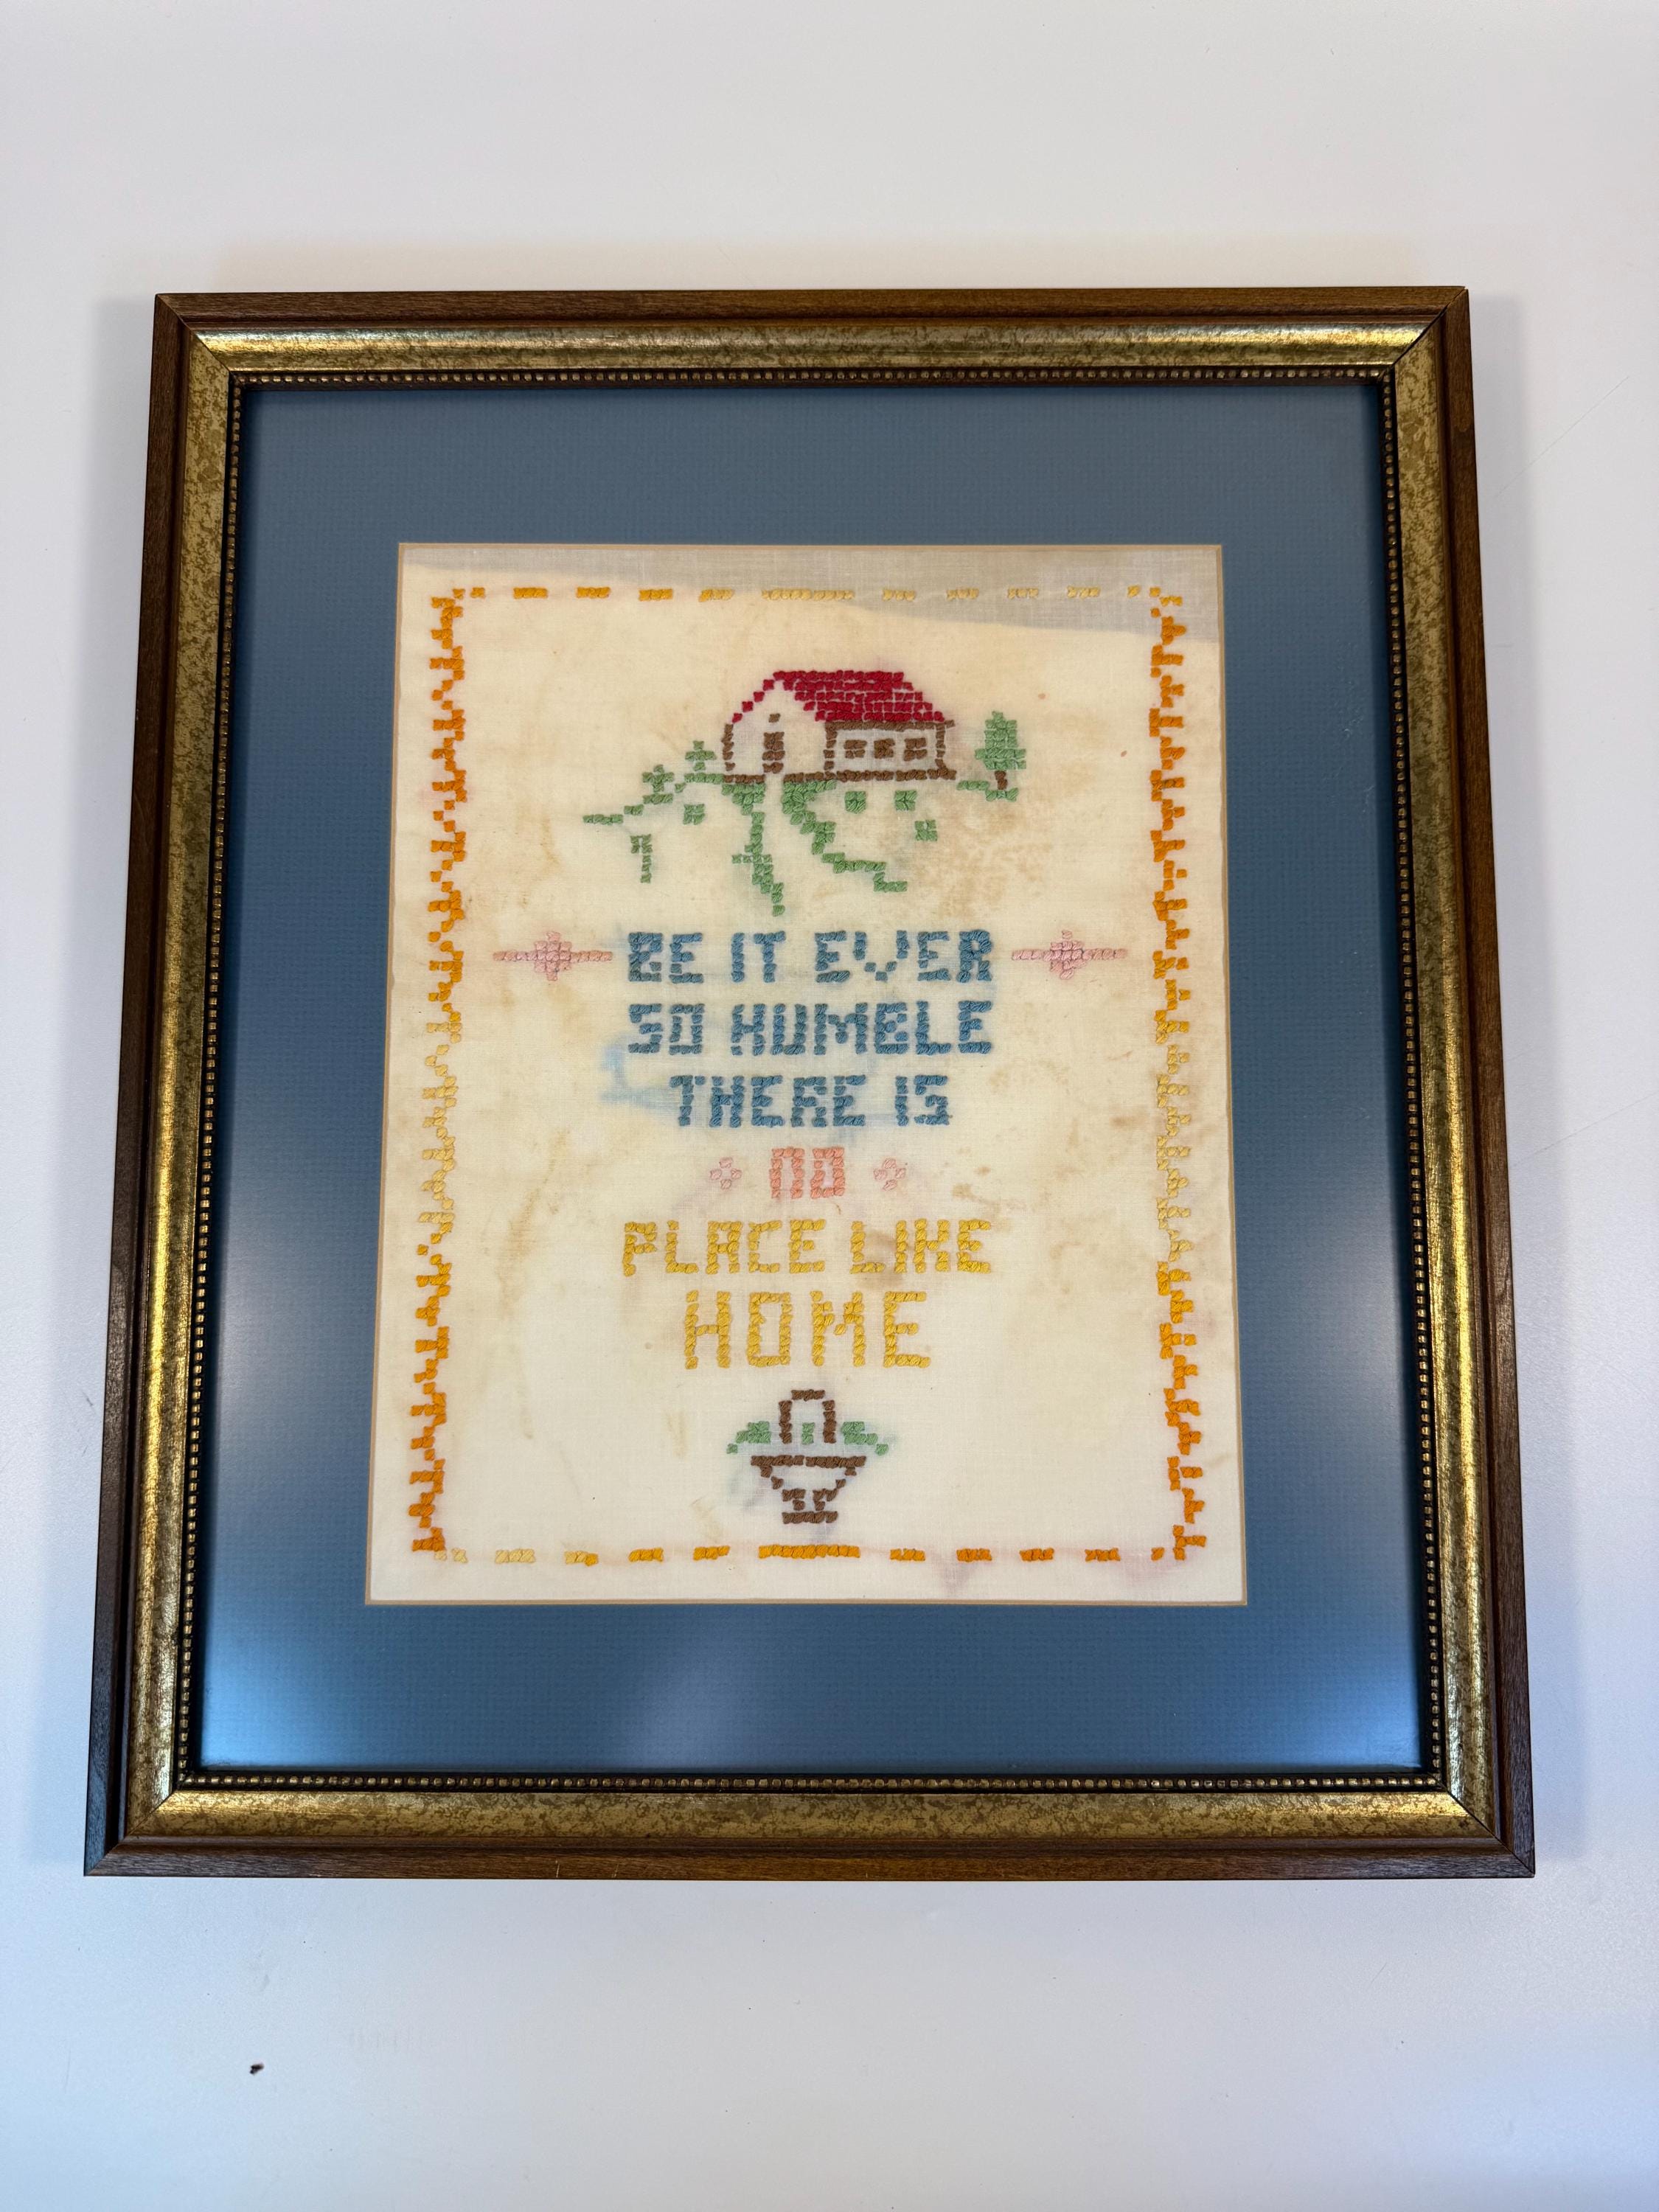 BE IT EVER
SO HUMBLE
THERE IS
NO
PLACE LIKE
HOME